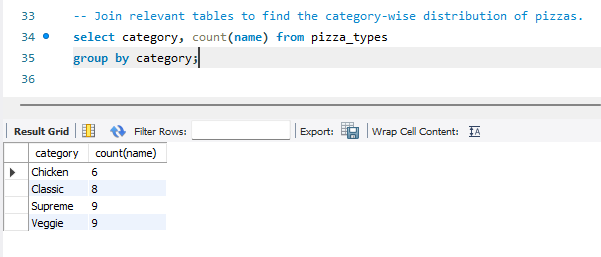 33 -- Join relevant tables to find the category-wise distribution of pizzas.
34 select category, count(name) from pizza_types
35 group by category;
36
Result Grid Filter Rows: Export: Wrap Cell Content: IA
category count(name)
Chicken 6
Classic 8
Supreme 9
Veggie 9